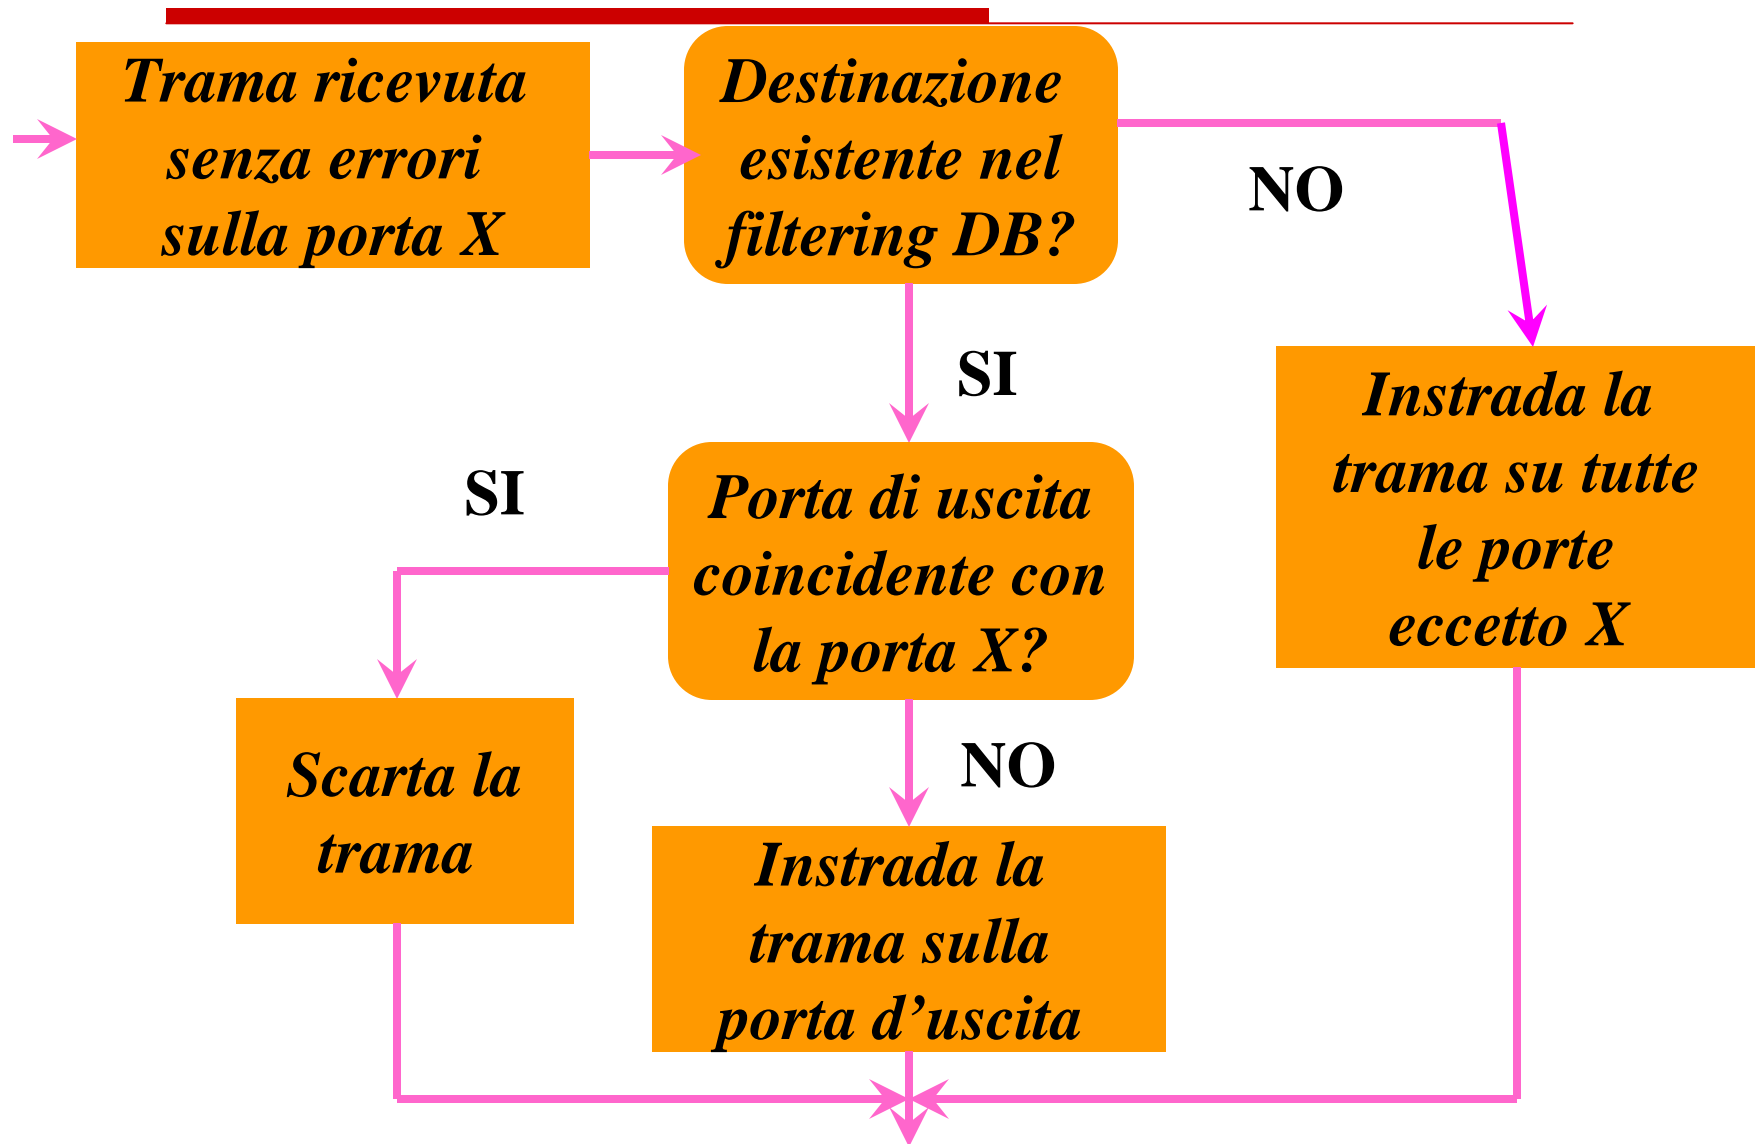 Trama ricevuta
senza errori
sulla porta X
Destinazione
esistente nel
filtering DB?
NO
SI
Instrada la
trama su tutte
le porte
eccetto X
SI
Porta di uscita
coincidente con
la porta X?
Scarta la
trama
NO
Instrada la
trama sulla
porta d’uscita